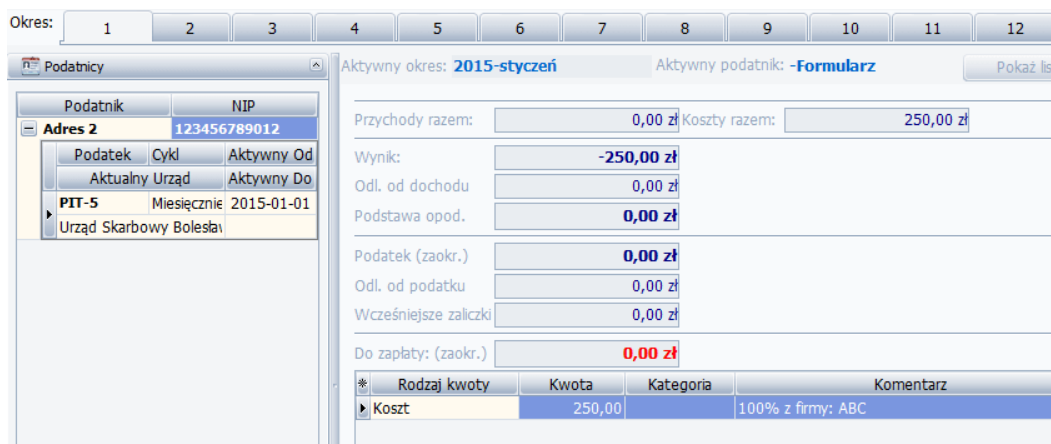 Okres: 1 2 3 4 5 6 7 8 9 10 11 12
Podatnicy
Podatnik NIP
Adres 2 123456789012
Podatek Cykl Aktywny Od
Aktualny Urząd Aktywny Do
PIT-5 Miesięcznie 2015-01-01
Urząd Skarbowy
Aktywny okres: 2015-styczeń Aktywny podatnik: -Formularz Pokaż
Przychody razem: 0,00 zł Koszty razem: 250,00 zł
Wynik: -250,00 zł
Odl. od dochodu 0,00 zł
Podstawa opod. 0,00 zł
Podatek (zaokr.) 0,00 zł
Odl. od podatku 0,00 zł
Wcześniejsze zaliczki 0,00 zł
Do zapłaty: (zaokr.) 0,00 zł
Rodzaj kwoty Kwota Kategoria Komentarz
Koszt 250,00 100% z firmy: ABC